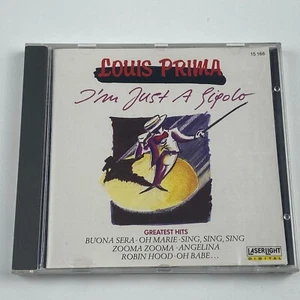 LOUIS PRIMA
15 169
I'm Just A Gigolo
GREATEST HITS
BUONA SERA · OH MARIE · SING, SING, SING
ZOOMA ZOOMA · ANGELINA
ROBIN HOOD · OH BABE...
LASERLIGHT
DIGITAL